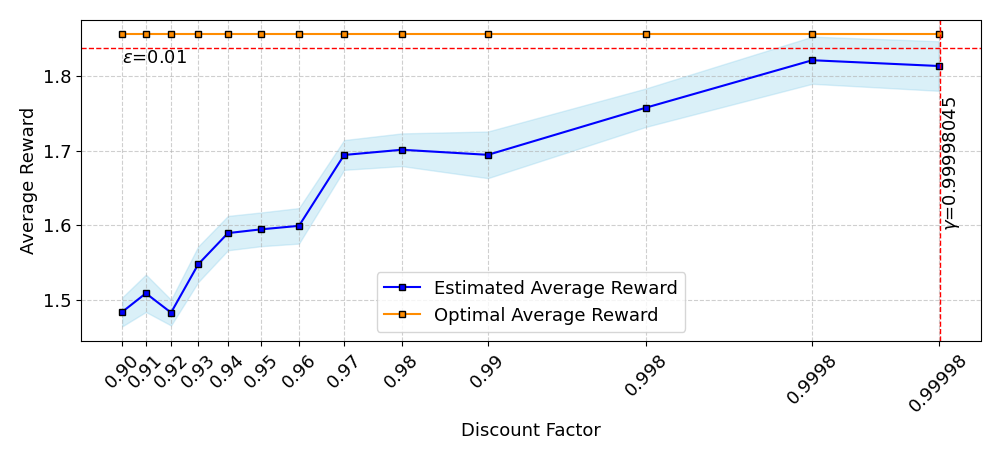 ε=0.01
1.8
1.7
1.6
1.5
Average Reward
γ=0.99998045
Estimated Average Reward
Optimal Average Reward
0.90
0.91
0.92
0.93
0.94
0.95
0.96
0.97
0.98
0.99
0.998
0.9998
0.99998
Discount Factor